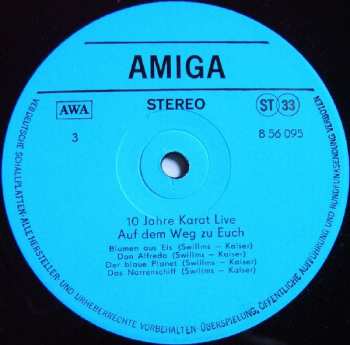 AMIGA
AWA STEREO ST 33
3 8 56 095
10 Jahre Karat Live
Auf dem Weg zu Euch
Blumen aus Eis (Swillms - Kaiser)
Don Alfredo (Swillms - Kaiser)
Der blaue Planet (Swillms - Kaiser)
Das Narrenschiff (Swillms - Kaiser)
VEB DEUTSCHE SCHALLPLATTEN · ALLE HERSTELLER- UND URHEBERRECHTE VORBEHALTEN · ÜBERSPIELUNG, ÖFFENTLICHE AUFFÜHRUNG UND RUNDFUNKSENDUNG VERBOTEN